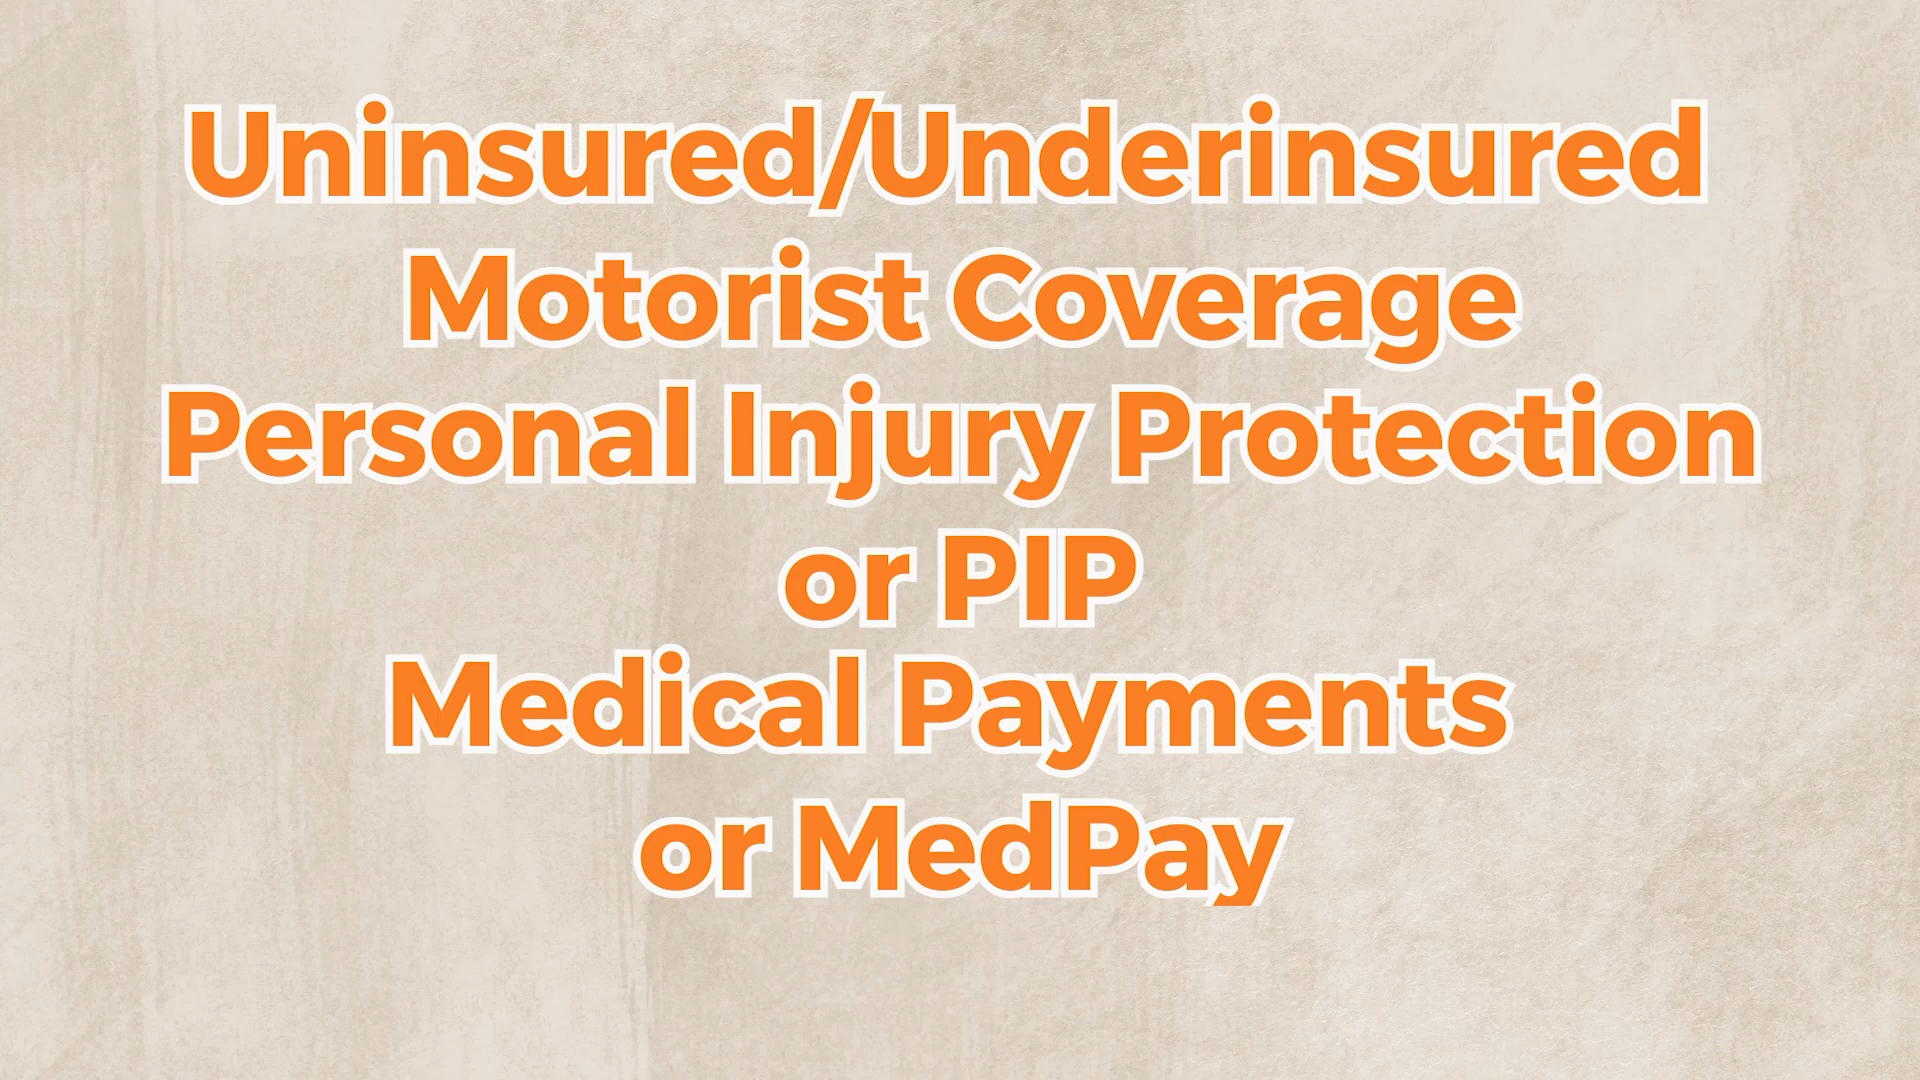 Uninsured/Underinsured
Motorist Coverage
Personal Injury Protection
or PIP
Medical Payments
or MedPay